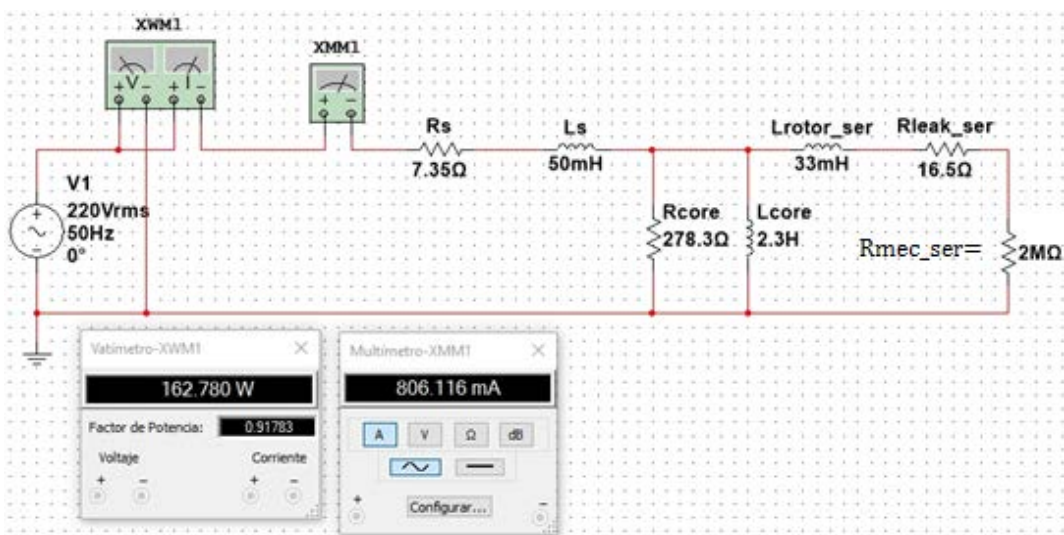 XWM1
V I
+ - + -
XMM1
+ -
Rs
7.35Ω
Ls
50mH
Lrotor_ser
33mH
Rleak_ser
16.5Ω
V1
220Vrms
50Hz
0°
Rcore
278.3Ω
Lcore
2.3H
Rmec_ser=
2MΩ
Vatímetro-XWM1 ×
162.780 W
Factor de Potencia: 0.91783
Voltaje Corriente
+ - + -
Multímetro-XMM1 ×
806.116 mA
A V Ω dB
+ -
Configurar...